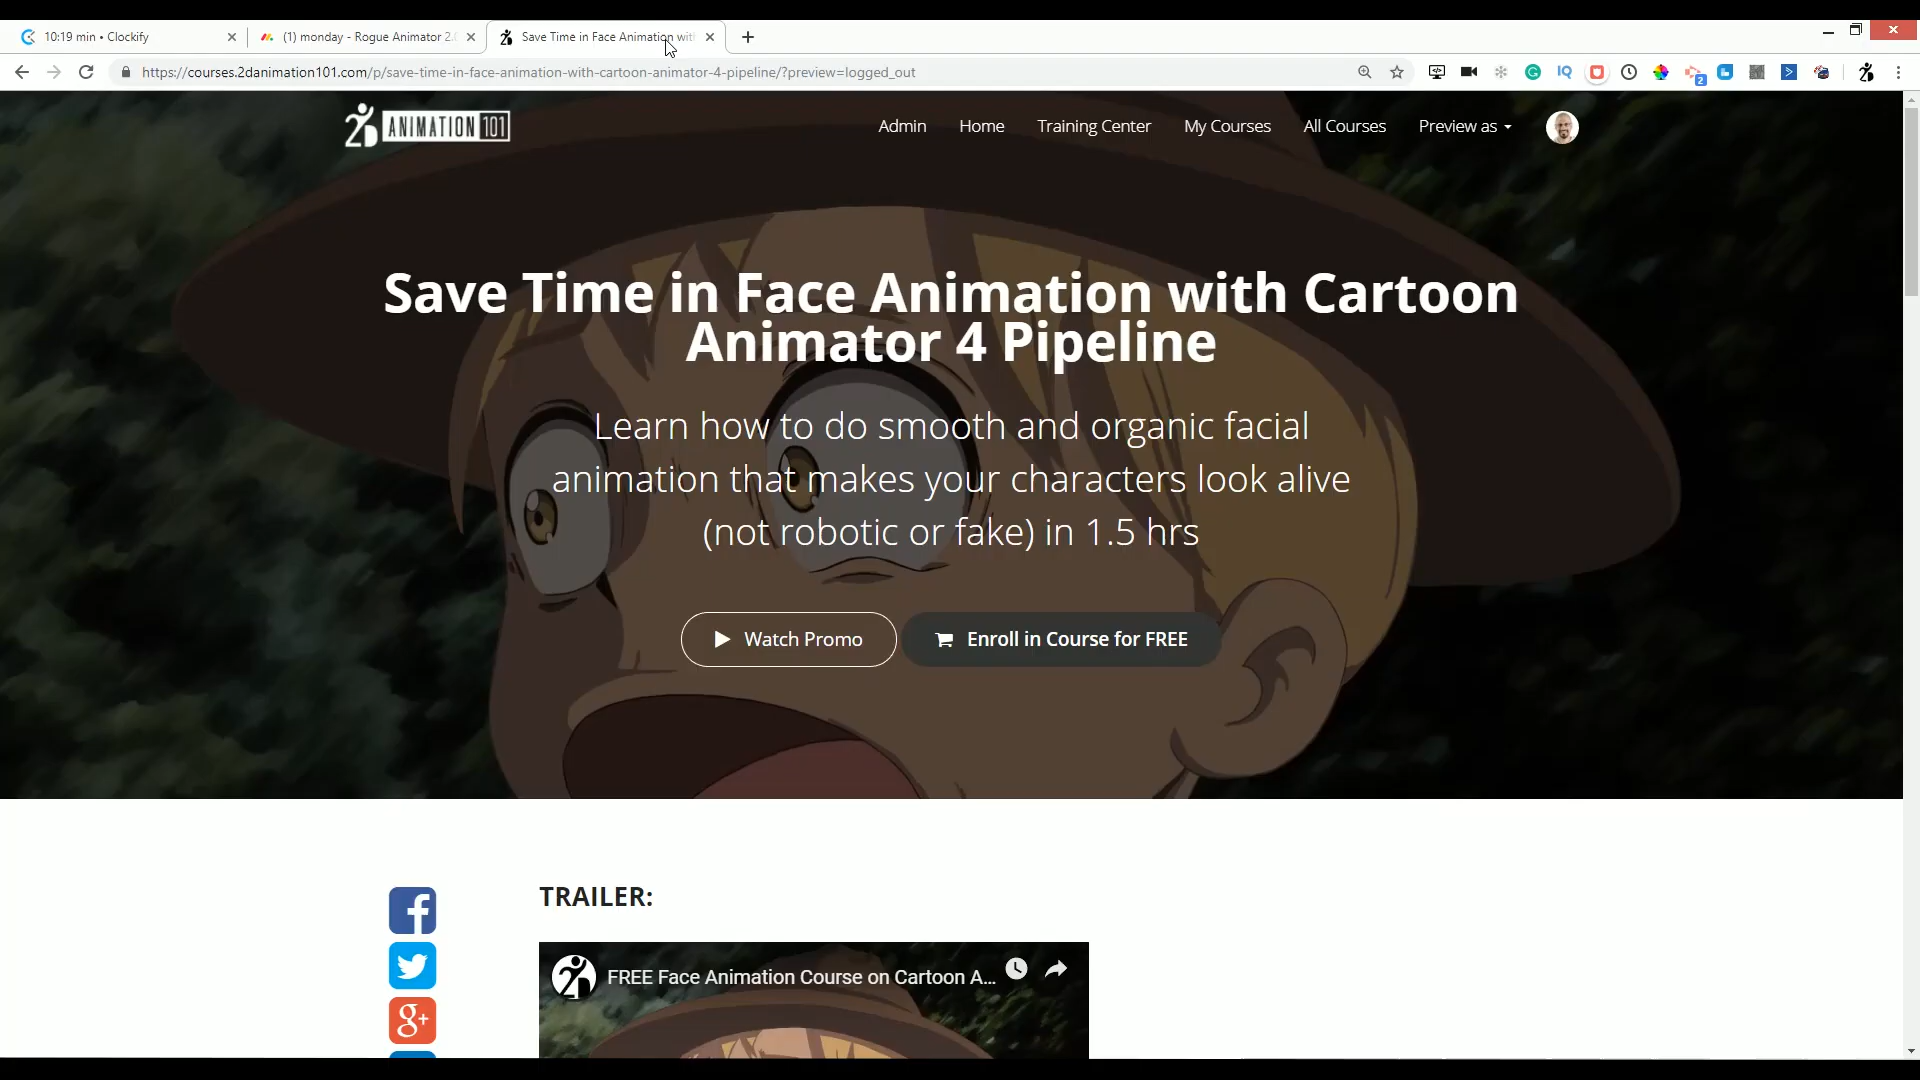 10:19 min • Clockify
(1) monday - Rogue Animator 2.
Save Time in Face Animation wit
https://courses.2danimation101.com/p/save-time-in-face-animation-with-cartoon-animator-4-pipeline/?preview=logged_out
IQ
2
2D ANIMATION 101
Admin
Home
Training Center
My Courses
All Courses
Preview as
Save Time in Face Animation with Cartoon
Animator 4 Pipeline
Learn how to do smooth and organic facial
animation that makes your characters look alive
(not robotic or fake) in 1.5 hrs
Watch Promo
Enroll in Course for FREE
TRAILER:
FREE Face Animation Course on Cartoon A...